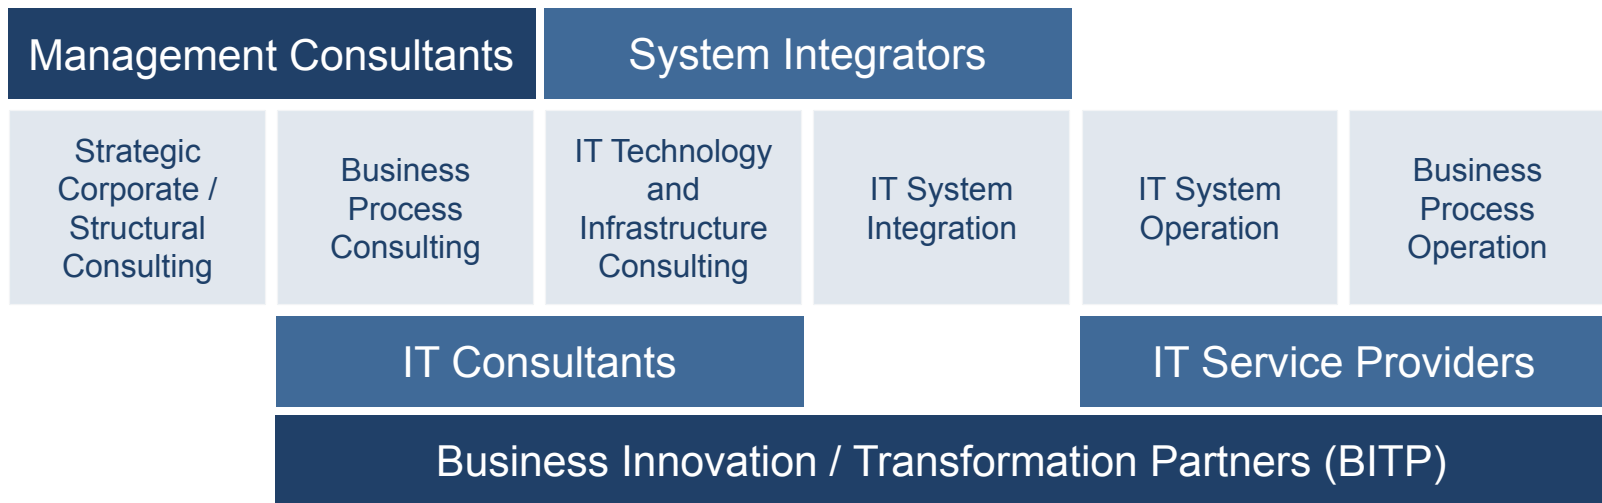 Management Consultants
System Integrators
Strategic
Corporate /
Structural
Consulting
Business
Process
Consulting
IT Technology
and
Infrastructure
Consulting
IT System
Integration
IT System
Operation
Business
Process
Operation
IT Consultants
IT Service Providers
Business Innovation / Transformation Partners (BITP)